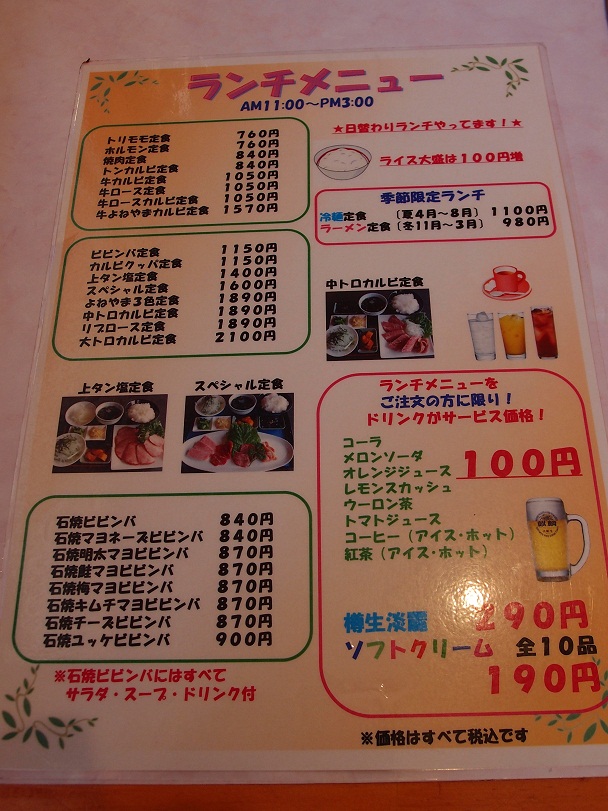 ランチメニュー
AM11:00～PM3:00
トリモモ定食 760円
ホルモン定食 760円
焼肉定食 840円
トンカルビ定食 840円
牛カルビ定食 1050円
牛ロース定食 1050円
牛ロースカルビ定食 1050円
牛よねやまカルビ定食 1570円
ビビンバ定食 1150円
カルビクッパ定食 1150円
上タン塩定食 1400円
スペシャル定食 1600円
よねやま3色定食 1890円
中トロカルビ定食 1890円
リブロース定食 1890円
大トロカルビ定食 2100円
上タン塩定食
スペシャル定食
石焼ビビンバ 840円
石焼マヨネーズビビンバ 840円
石焼明太マヨビビンバ 870円
石焼鮭マヨビビンバ 870円
石焼梅マヨビビンバ 870円
石焼キムチマヨビビンバ 870円
石焼チーズビビンバ 870円
石焼ユッケビビンバ 900円
※石焼ビビンバにはすべて
サラダ・スープ・ドリンク付
★日替わりランチやってます！★
ライス大盛は100円増
季節限定ランチ
冷麺定食 〔夏4月～8月〕 1100円
ラーメン定食〔冬11月～3月〕 980円
中トロカルビ定食
ランチメニューを
ご注文の方に限り！
ドリンクがサービス価格！
コーラ
メロンソーダ
オレンジジュース 100円
レモンスカッシュ
ウーロン茶
トマトジュース
コーヒー（アイス・ホット）
紅茶（アイス・ホット）
樽生淡麗 290円
ソフトクリーム 全10品
190円
※価格はすべて税込です